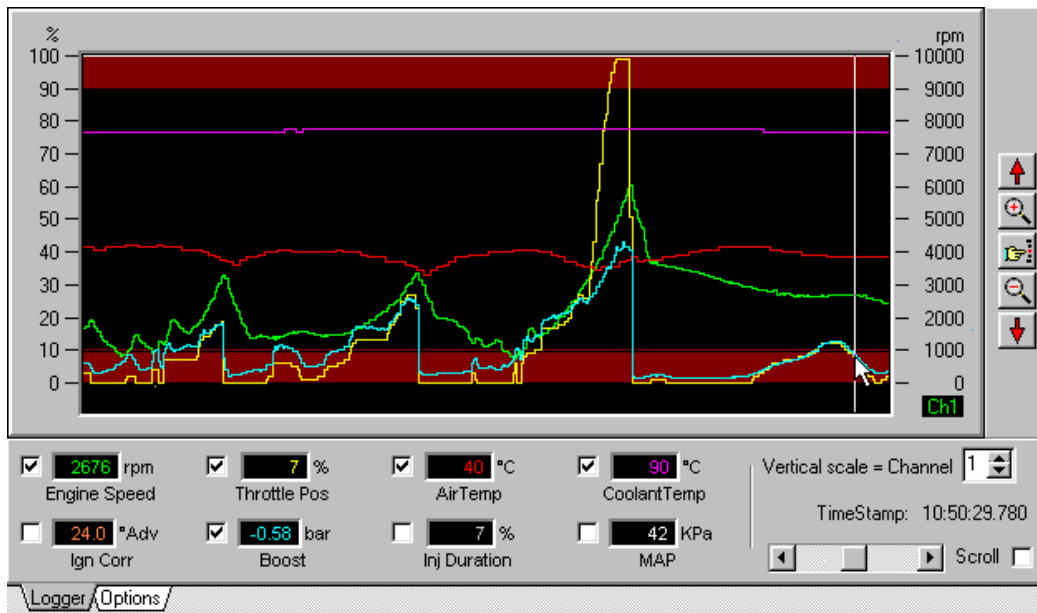 % rpm
100 10000
90 9000
80 8000
70 7000
60 6000
50 5000
40 4000
30 3000
20 2000
10 1000
0 0
Ch1
2676 rpm 7 % 40 °C 90 °C Vertical scale = Channel 1
Engine Speed Throttle Pos AirTemp CoolantTemp
TimeStamp: 10:50:29.780
24.0 °Adv -0.58 bar 7 % 42 KPa
Ign Corr Boost Inj Duration MAP Scroll
Logger Options